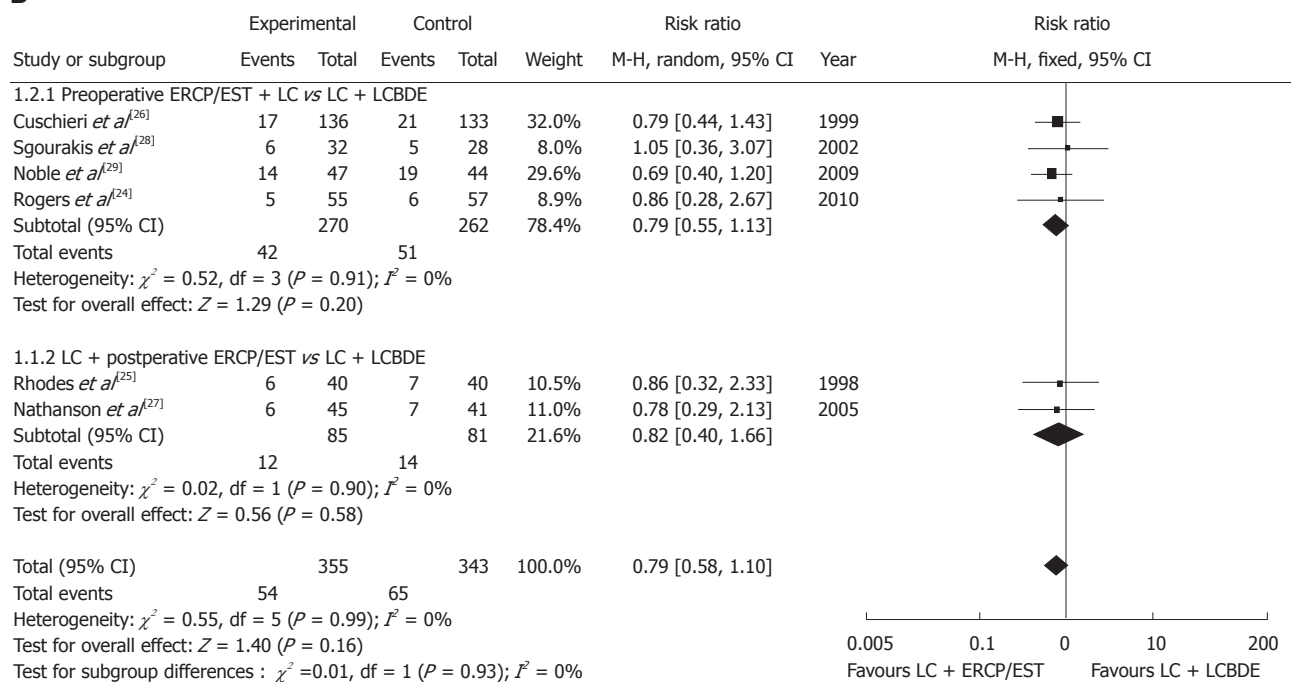 Experimental Control Risk ratio Risk ratio
Study or subgroup Events Total Events Total Weight M-H, random, 95% CI Year M-H, fixed, 95% CI
1.2.1 Preoperative ERCP/EST + LC vs LC + LCBDE
Cuschieri et al[26] 17 136 21 133 32.0% 0.79 [0.44, 1.43] 1999
Sgourakis et al[28] 6 32 5 28 8.0% 1.05 [0.36, 3.07] 2002
Noble et al[29] 14 47 19 44 29.6% 0.69 [0.40, 1.20] 2009
Rogers et al[24] 5 55 6 57 8.9% 0.86 [0.28, 2.67] 2010
Subtotal (95% CI) 270 262 78.4% 0.79 [0.55, 1.13]
Total events 42 51
Heterogeneity: χ² = 0.52, df = 3 (P = 0.91); I² = 0%
Test for overall effect: Z = 1.29 (P = 0.20)
1.1.2 LC + postperative ERCP/EST vs LC + LCBDE
Rhodes et al[25] 6 40 7 40 10.5% 0.86 [0.32, 2.33] 1998
Nathanson et al[27] 6 45 7 41 11.0% 0.78 [0.29, 2.13] 2005
Subtotal (95% CI) 85 81 21.6% 0.82 [0.40, 1.66]
Total events 12 14
Heterogeneity: χ² = 0.02, df = 1 (P = 0.90); I² = 0%
Test for overall effect: Z = 0.56 (P = 0.58)
Total (95% CI) 355 343 100.0% 0.79 [0.58, 1.10]
Total events 54 65
Heterogeneity: χ² = 0.55, df = 5 (P = 0.99); I² = 0%
Test for overall effect: Z = 1.40 (P = 0.16)
Test for subgroup differences : χ² =0.01, df = 1 (P = 0.93); I² = 0%
0.005 0.1 0 10 200
Favours LC + ERCP/EST Favours LC + LCBDE